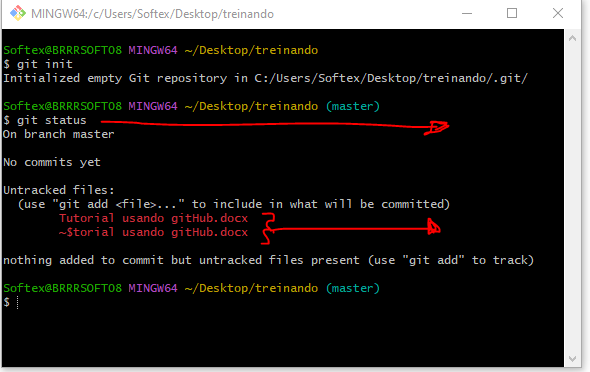 MINGW64:/c/Users/Softex/Desktop/treinando
Softex@BRRRSOFT08 MINGW64 ~/Desktop/treinando
$ git init
Initialized empty Git repository in C:/Users/Softex/Desktop/treinando/.git/
Softex@BRRRSOFT08 MINGW64 ~/Desktop/treinando (master)
$ git status
On branch master
No commits yet
Untracked files:
(use "git add <file>..." to include in what will be committed)
Tutorial usando gitHub.docx
~$torial usando gitHub.docx
nothing added to commit but untracked files present (use "git add" to track)
Softex@BRRRSOFT08 MINGW64 ~/Desktop/treinando (master)
$